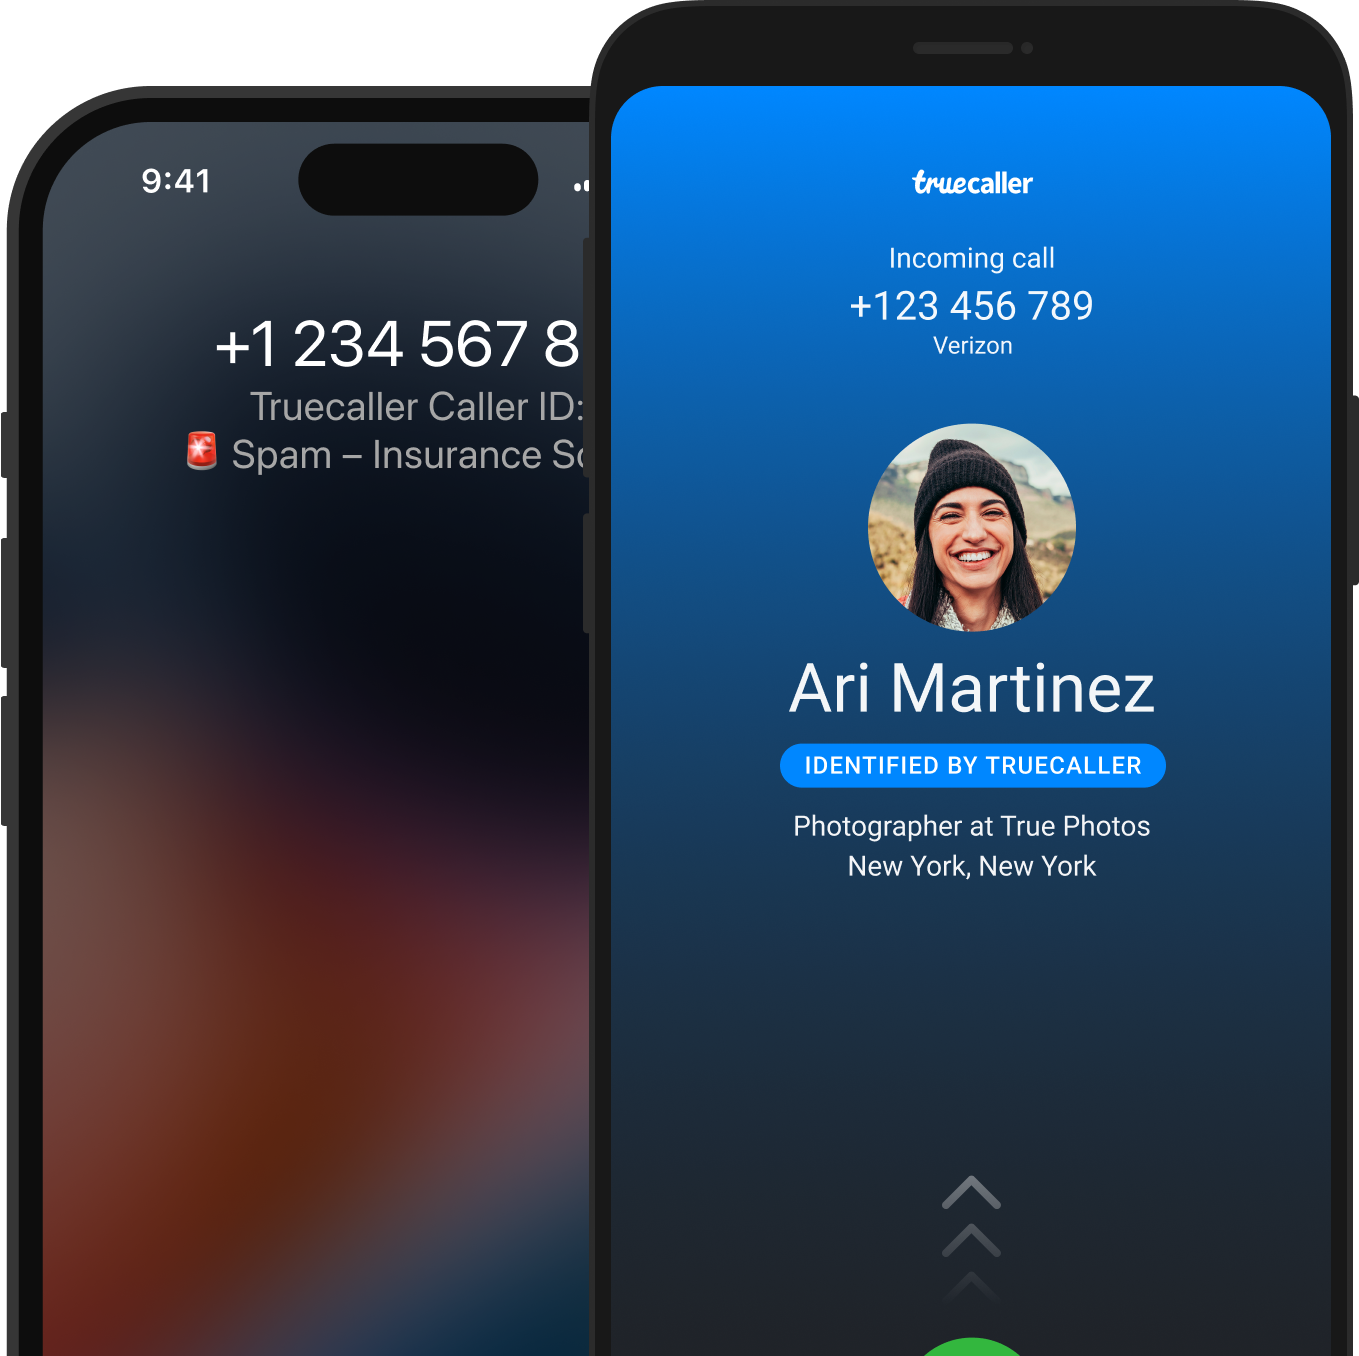 9:41
+1 234 567 8
Truecaller Caller ID:
Spam – Insurance
truecaller
Incoming call
+123 456 789
Verizon
Ari Martinez
IDENTIFIED BY TRUECALLER
Photographer at True Photos
New York, New York